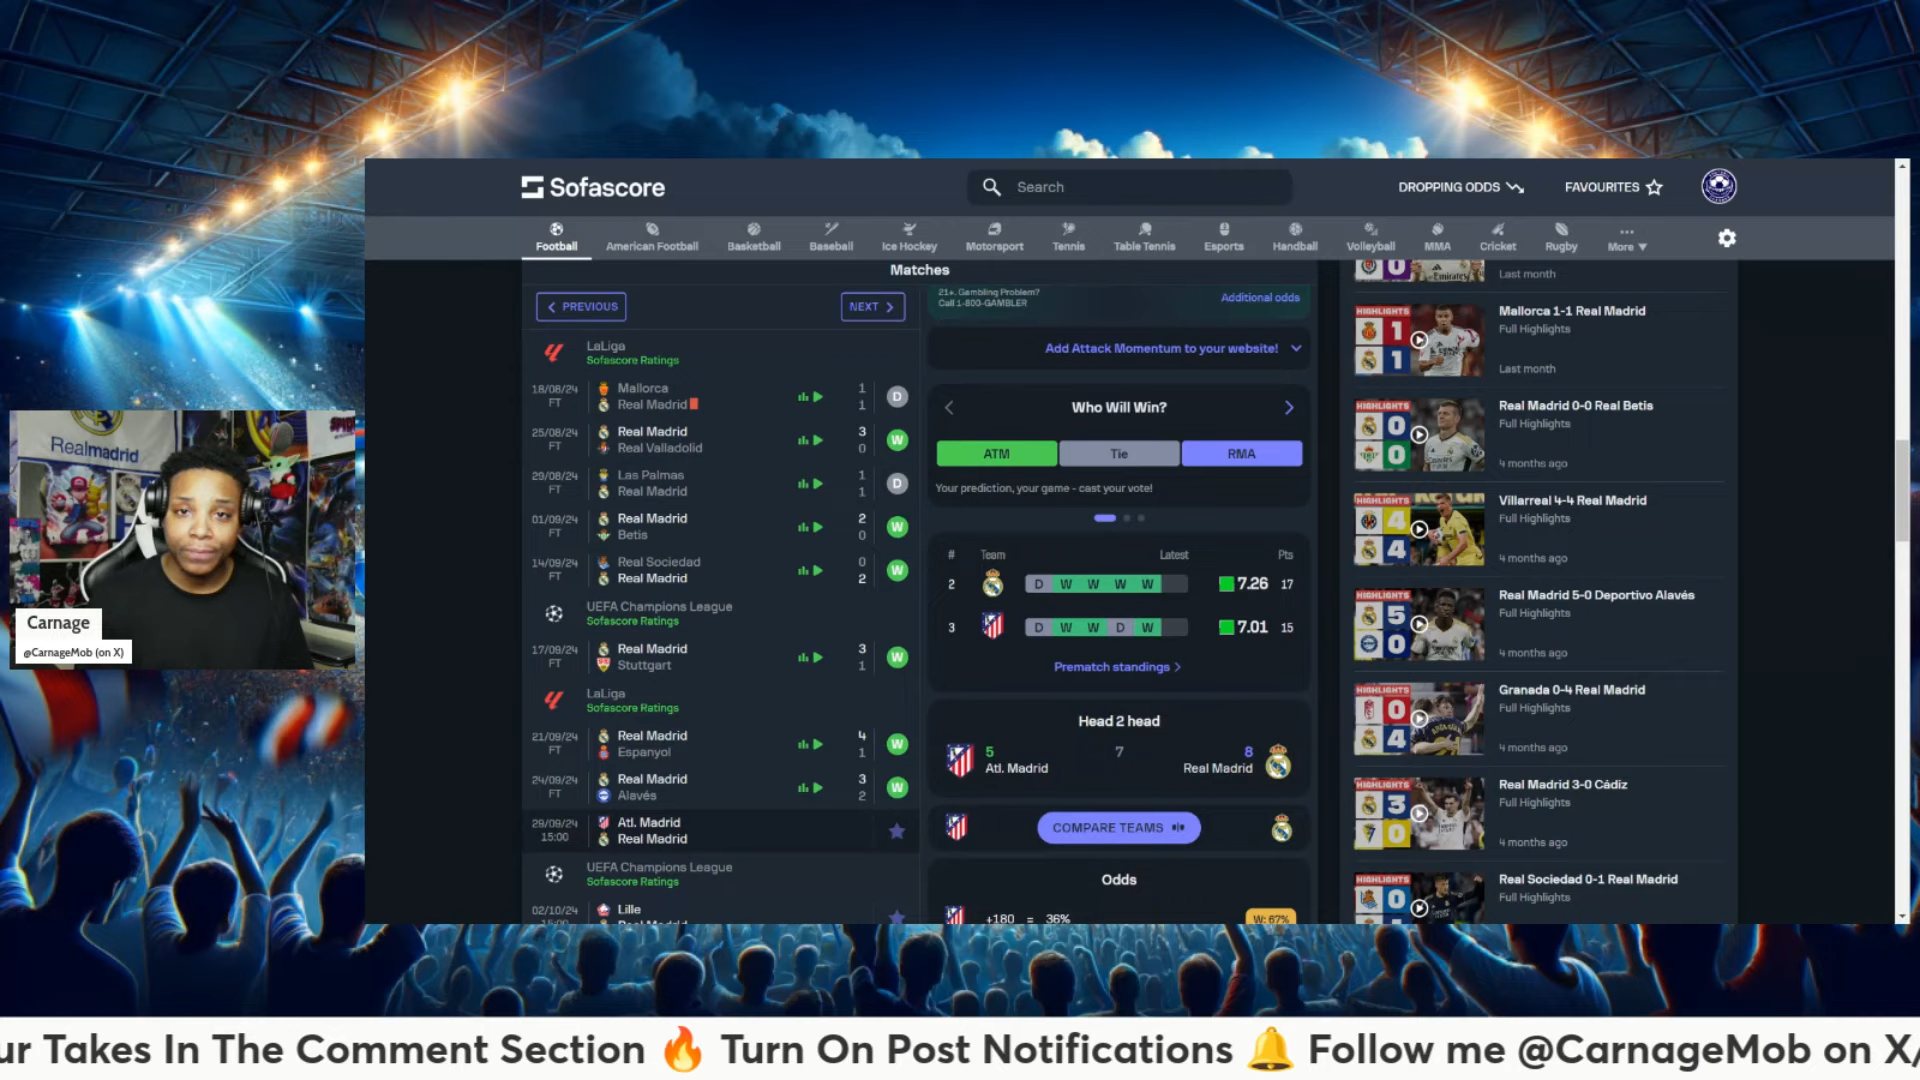 Sofascore
Search
DROPPING ODDS
FAVOURITES
Football
American Football
Basketball
Baseball
Ice Hockey
Motorsport
Tennis
Table Tennis
Esports
Handball
Volleyball
MMA
Cricket
Rugby
More
Matches
PREVIOUS
NEXT
LaLiga
Sofascore Ratings
18/08/24 Mallorca 1
FT Real Madrid 1
D
25/08/24 Real Madrid 3
FT Real Valladolid 0
W
29/08/24 Las Palmas 1
FT Real Madrid 1
D
01/09/24 Real Madrid 2
FT Betis 0
W
14/09/24 Real Sociedad 0
FT Real Madrid 2
W
UEFA Champions League
Sofascore Ratings
17/09/24 Real Madrid 3
FT Stuttgart 1
W
LaLiga
Sofascore Ratings
21/09/24 Real Madrid 4
FT Espanyol 1
W
24/09/24 Real Madrid 3
FT Alavés 2
W
29/09/24 Atl. Madrid
15:00 Real Madrid
UEFA Champions League
Sofascore Ratings
02/10/24 Lille
21+. Gambling Problem?
Call 1-800-GAMBLER
Additional odds
Add Attack Momentum to your website!
Who Will Win?
ATM Tie RMA
Your prediction, your game - cast your vote!
# Team Latest Pts
2 D W W W W 7.26 17
3 D W W D W 7.01 15
Prematch standings
Head 2 head
5 7 8
Atl. Madrid Real Madrid
COMPARE TEAMS
Odds
+180 = 36% W: 67%
0 Last month
HIGHLIGHTS
1
1
Mallorca 1-1 Real Madrid
Full Highlights
Last month
HIGHLIGHTS
0
0
Real Madrid 0-0 Real Betis
Full Highlights
4 months ago
HIGHLIGHTS
4
4
Villarreal 4-4 Real Madrid
Full Highlights
4 months ago
HIGHLIGHTS
5
0
Real Madrid 5-0 Deportivo Alavés
Full Highlights
4 months ago
HIGHLIGHTS
0
4
Granada 0-4 Real Madrid
Full Highlights
4 months ago
HIGHLIGHTS
3
0
Real Madrid 3-0 Cádiz
Full Highlights
4 months ago
HIGHLIGHTS
0
Real Sociedad 0-1 Real Madrid
Full Highlights
Realmadrid
Carnage
@CarnageMob (on X)
ur Takes In The Comment Section 🔥 Turn On Post Notifications 🔔 Follow me @CarnageMob on X/